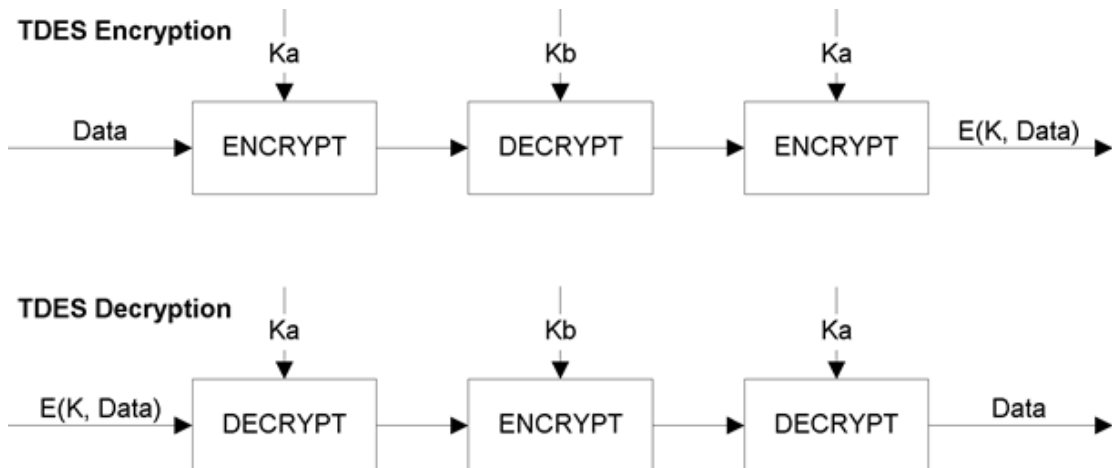 TDES Encryption
Ka
Kb
Ka
Data
ENCRYPT
DECRYPT
ENCRYPT
E(K, Data)
TDES Decryption
Ka
Kb
Ka
E(K, Data)
DECRYPT
ENCRYPT
DECRYPT
Data